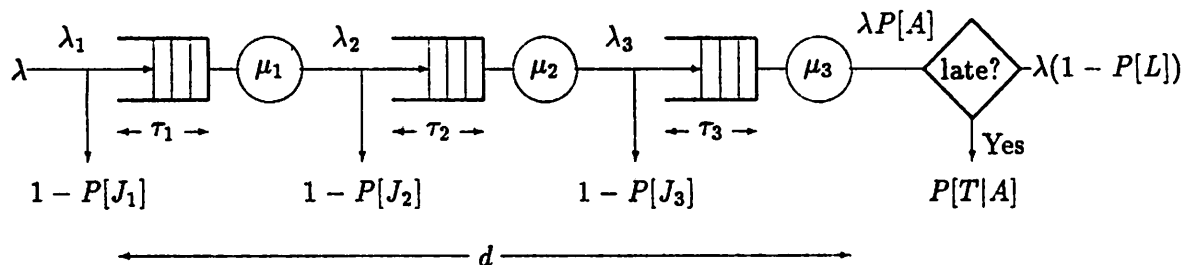 λP[A]
λ₁ λ₂ λ₃
λ μ₁ μ₂ μ₃ late? λ(1 − P[L])
τ₁ τ₂ τ₃ Yes
1 − P[J₁] 1 − P[J₂] 1 − P[J₃] P[T|A]
d